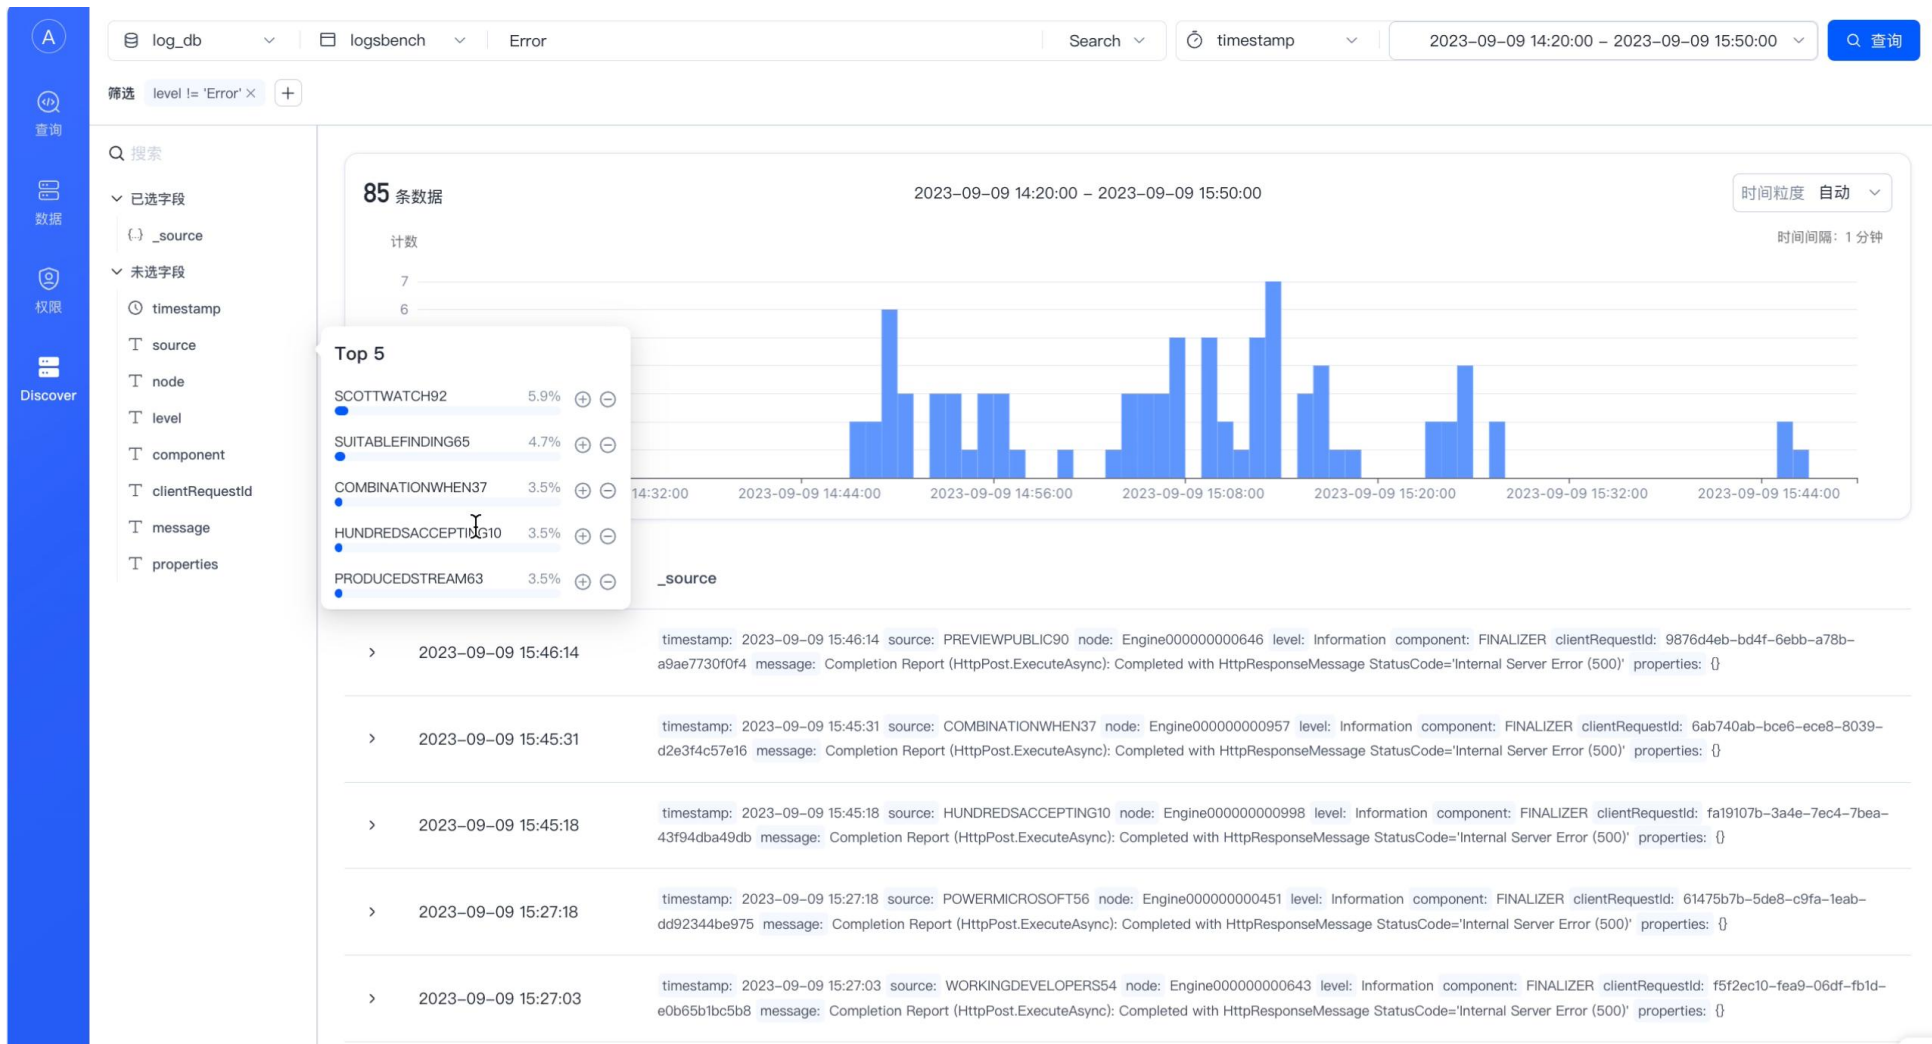 A
log_db
logsbench
Error
Search
timestamp
2023-09-09 14:20:00 – 2023-09-09 15:50:00
查询
筛选
level != 'Error' ×
查询
数据
权限
Discover
搜索
已选字段
_source
未选字段
timestamp
source
node
level
component
clientRequestId
message
properties
85 条数据
2023-09-09 14:20:00 – 2023-09-09 15:50:00
时间粒度 自动
时间间隔：1 分钟
计数
7
6
14:32:00
2023-09-09 14:44:00
2023-09-09 14:56:00
2023-09-09 15:08:00
2023-09-09 15:20:00
2023-09-09 15:32:00
2023-09-09 15:44:00
Top 5
SCOTTWATCH92 5.9%
SUITABLEFINDING65 4.7%
COMBINATIONWHEN37 3.5%
HUNDREDSACCEPTING10 3.5%
PRODUCEDSTREAM63 3.5%
_source
2023-09-09 15:46:14
timestamp: 2023-09-09 15:46:14 source: PREVIEWPUBLIC90 node: Engine000000000646 level: Information component: FINALIZER clientRequestId: 9876d4eb-bd4f-6ebb-a78b-
a9ae7730f0f4 message: Completion Report (HttpPost.ExecuteAsync): Completed with HttpResponseMessage StatusCode='Internal Server Error (500)' properties: {}
2023-09-09 15:45:31
timestamp: 2023-09-09 15:45:31 source: COMBINATIONWHEN37 node: Engine000000000957 level: Information component: FINALIZER clientRequestId: 6ab740ab-bce6-ece8-8039-
d2e3f4c57e16 message: Completion Report (HttpPost.ExecuteAsync): Completed with HttpResponseMessage StatusCode='Internal Server Error (500)' properties: {}
2023-09-09 15:45:18
timestamp: 2023-09-09 15:45:18 source: HUNDREDSACCEPTING10 node: Engine000000000998 level: Information component: FINALIZER clientRequestId: fa19107b-3a4e-7ec4-7bea-
43f94dba49db message: Completion Report (HttpPost.ExecuteAsync): Completed with HttpResponseMessage StatusCode='Internal Server Error (500)' properties: {}
2023-09-09 15:27:18
timestamp: 2023-09-09 15:27:18 source: POWERMICROSOFT56 node: Engine000000000451 level: Information component: FINALIZER clientRequestId: 61475b7b-5de8-c9fa-1eab-
dd92344be975 message: Completion Report (HttpPost.ExecuteAsync): Completed with HttpResponseMessage StatusCode='Internal Server Error (500)' properties: {}
2023-09-09 15:27:03
timestamp: 2023-09-09 15:27:03 source: WORKINGDEVELOPERS54 node: Engine000000000643 level: Information component: FINALIZER clientRequestId: f5f2ec10-fea9-06df-fb1d-
e0b65b1bc5b8 message: Completion Report (HttpPost.ExecuteAsync): Completed with HttpResponseMessage StatusCode='Internal Server Error (500)' properties: {}